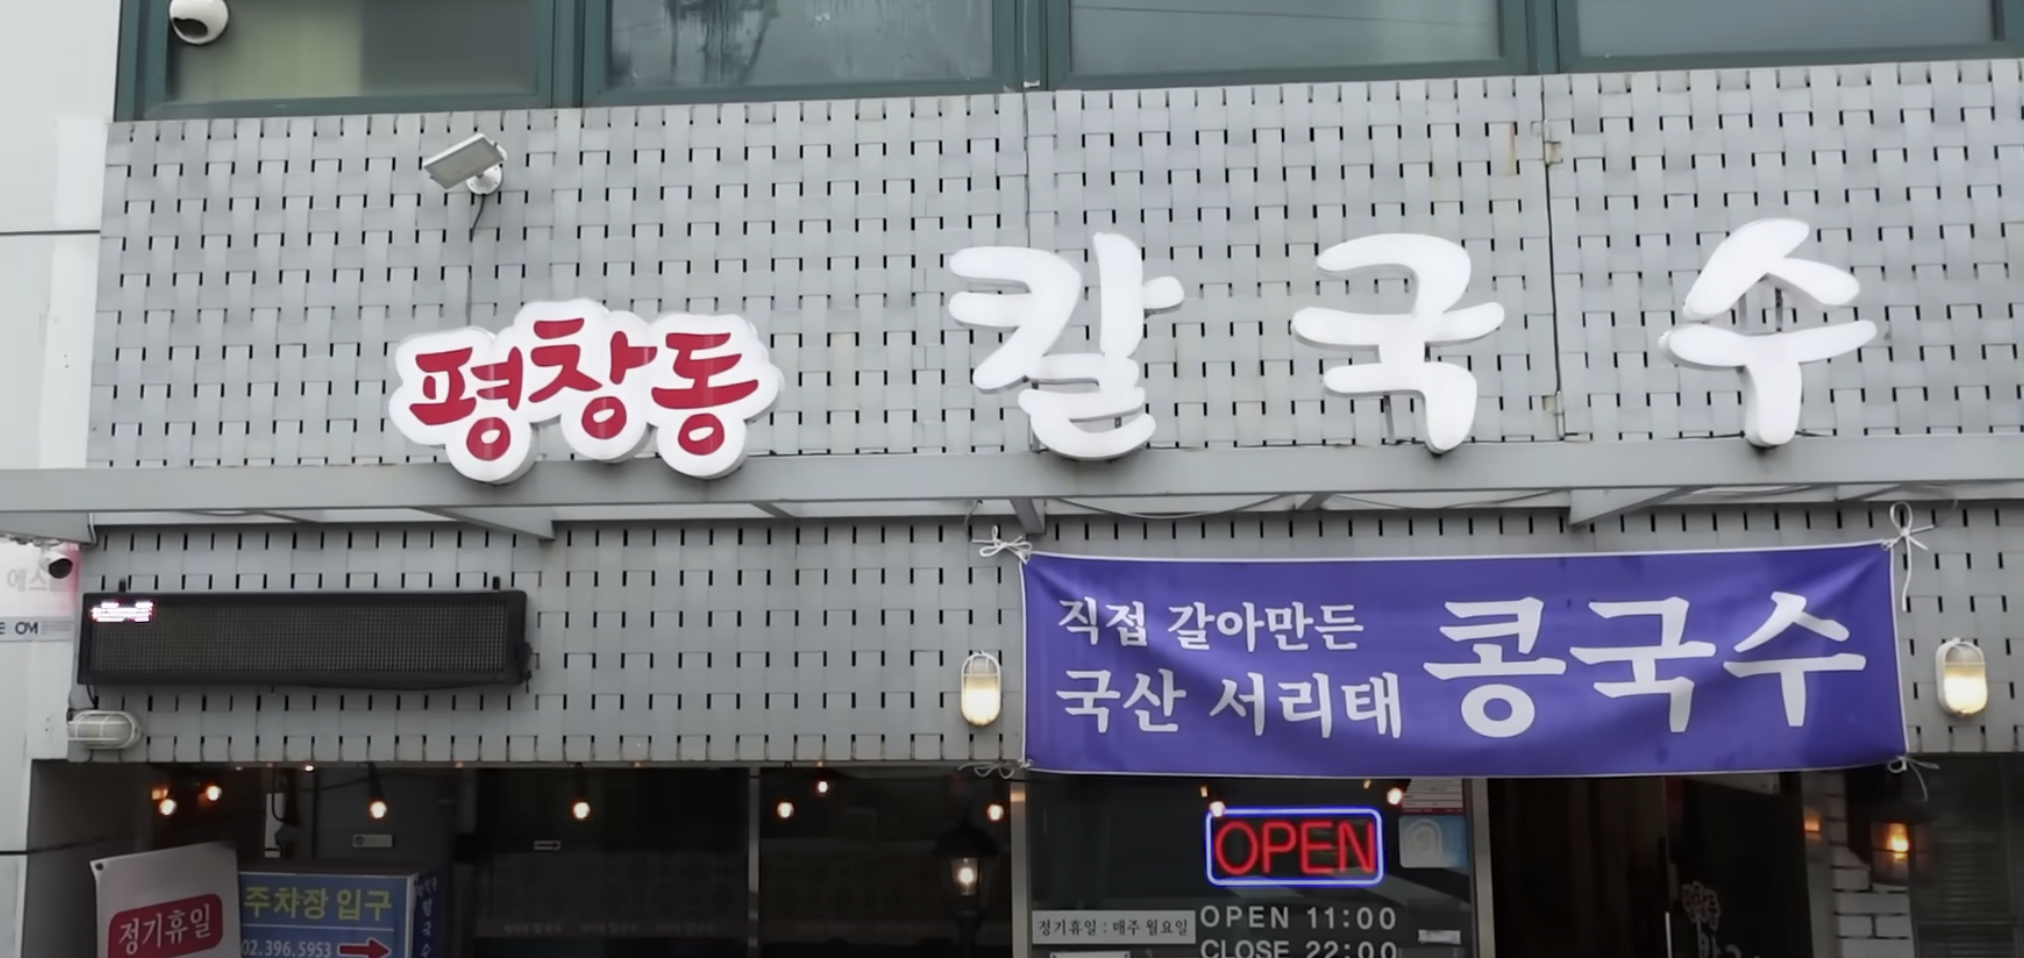 평창동 칼국수
직접 갈아만든
국산 서리태 콩국수
OPEN
정기휴일 : 매주 월요일
OPEN 11:00
CLOSE 22:00
정기휴일
주차장 입구
02.396.5953